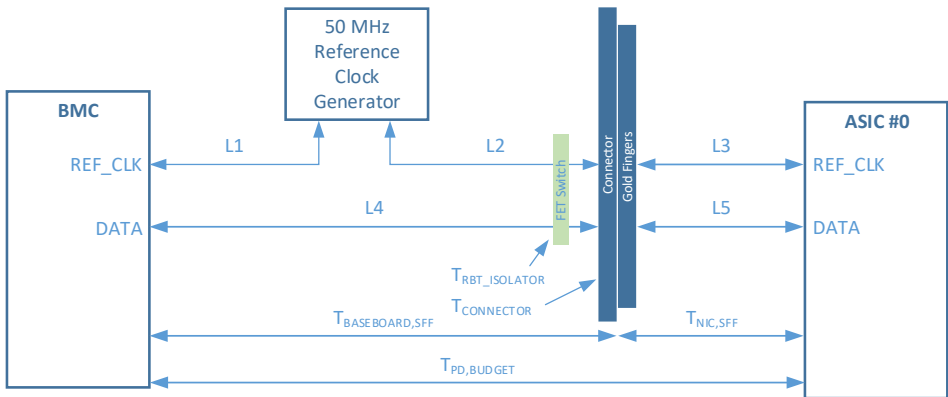 50 MHz
Reference
Clock
Generator
BMC
ASIC #0
L1
L2
L3
REF_CLK
REF_CLK
Connector
Gold Fingers
FET Switch
L4
L5
DATA
DATA
TRBT_ISOLATOR
TCONNECTOR
TBASEBOARD,SFF
TNIC,SFF
TPD,BUDGET